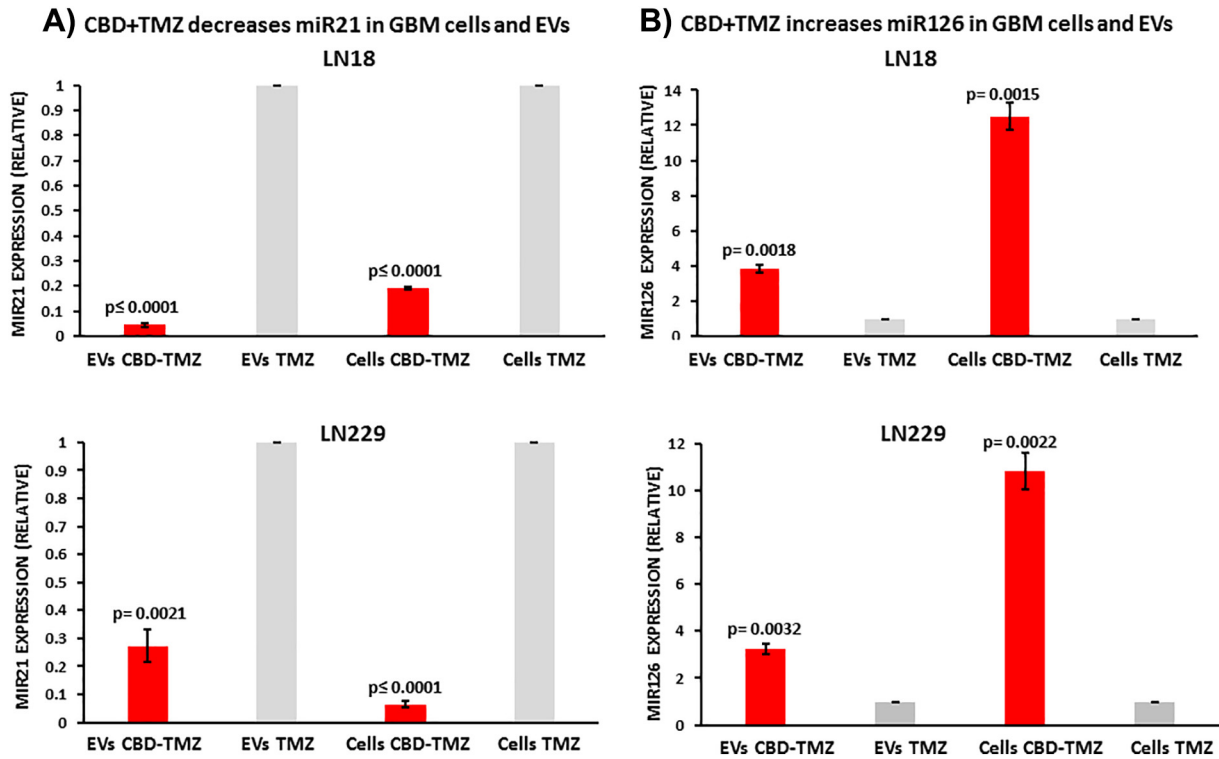 A) CBD+TMZ decreases miR21 in GBM cells and EVs
LN18
MIR21 EXPRESSION (RELATIVE)
1
0.9
0.8
0.7
0.6
0.5
0.4
0.3
0.2
0.1
0
p≤ 0.0001
p≤ 0.0001
EVs CBD-TMZ EVs TMZ Cells CBD-TMZ Cells TMZ
B) CBD+TMZ increases miR126 in GBM cells and EVs
LN18
MIR126 EXPRESSION (RELATIVE)
14
12
10
8
6
4
2
0
p= 0.0018
p= 0.0015
EVs CBD-TMZ EVs TMZ Cells CBD-TMZ Cells TMZ
LN229
MIR21 EXPRESSION (RELATIVE)
1
0.9
0.8
0.7
0.6
0.5
0.4
0.3
0.2
0.1
0
p= 0.0021
p≤ 0.0001
EVs CBD-TMZ EVs TMZ Cells CBD-TMZ Cells TMZ
LN229
MIR126 EXPRESSION (RELATIVE)
12
10
8
6
4
2
0
p= 0.0032
p= 0.0022
EVs CBD-TMZ EVs TMZ Cells CBD-TMZ Cells TMZ